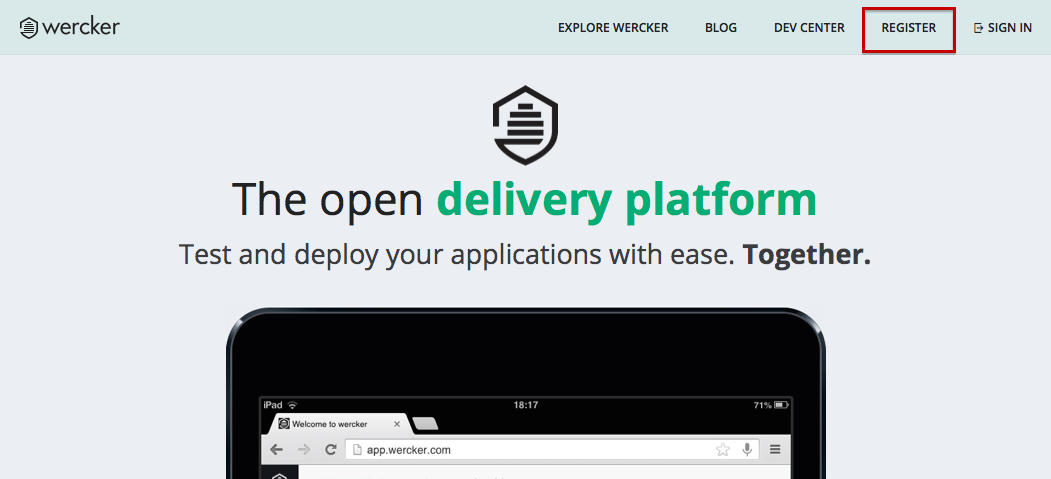 wercker
EXPLORE WERCKER BLOG DEV CENTER REGISTER SIGN IN
The open delivery platform
Test and deploy your applications with ease. Together.
iPad 18:17 71%
Welcome to wercker
app.wercker.com